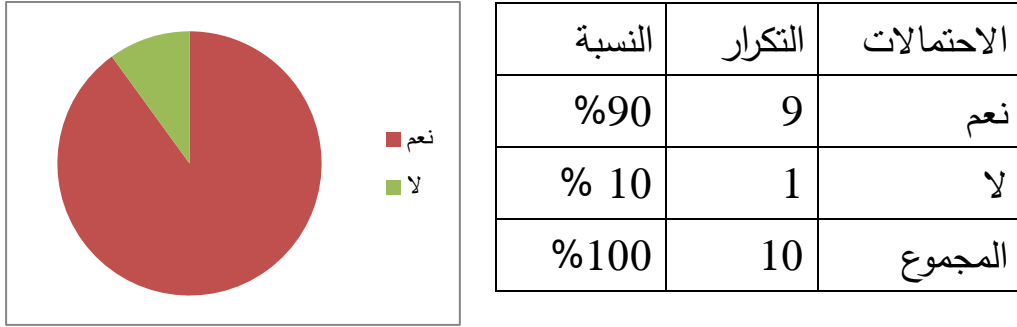 الاحتمالات التكرار النسبة
نعم 9 %90
لا 1 % 10
المجموع 10 %100
نعم
لا